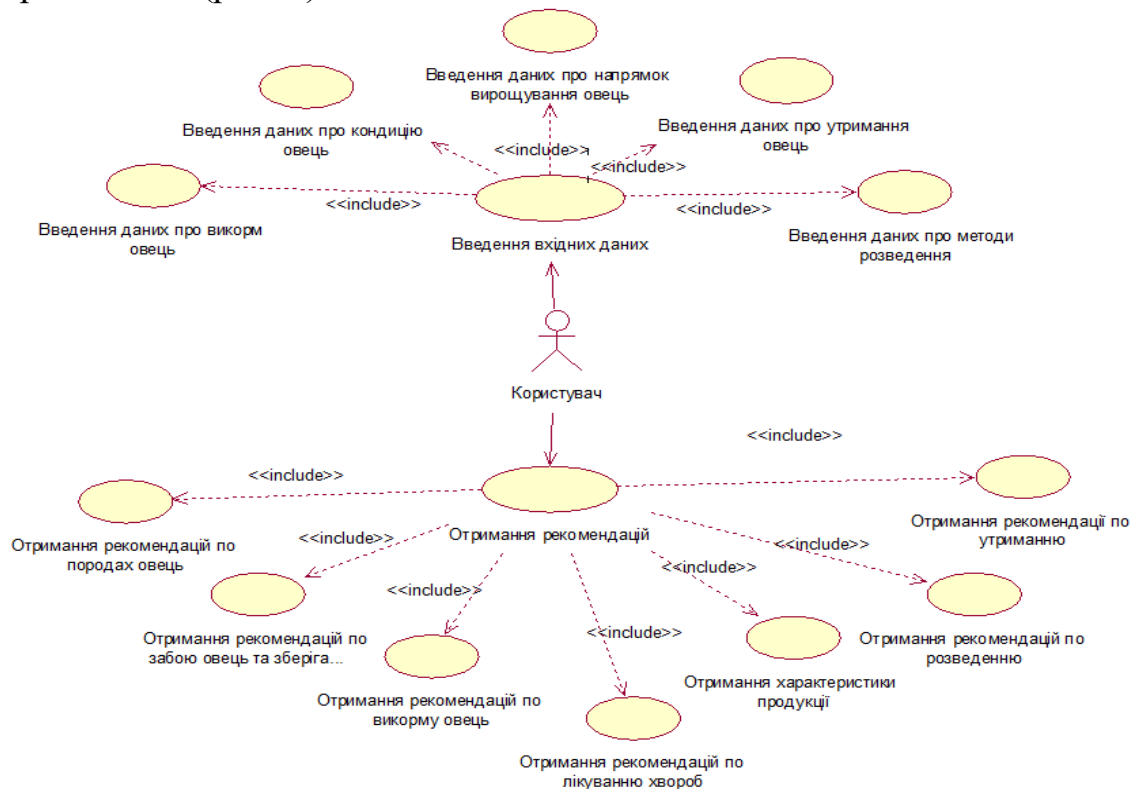 Введення даних про напрямок
вирощування овець
Введення даних про кондицію
овець
Введення даних про утримання
овець
<<include>>
<<include>>
<<include>>
<<include>>
Введення даних про викорм
овець
Введення вхідних даних
Введення даних про методи
розведення
Користувач
<<include>>
<<include>>
Отримання рекомендацій по
породах овець
<<include>>
Отримання рекомендацій
<<include>>
Отримання рекомендації по
утриманню
<<include>>
<<include>>
<<include>>
Отримання рекомендацій по
забою овець та зберіга...
Отримання рекомендацій по
викорму овець
Отримання характеристики
продукції
Отримання рекомендацій по
розведенню
Отримання рекомендацій по
лікуванню хвороб